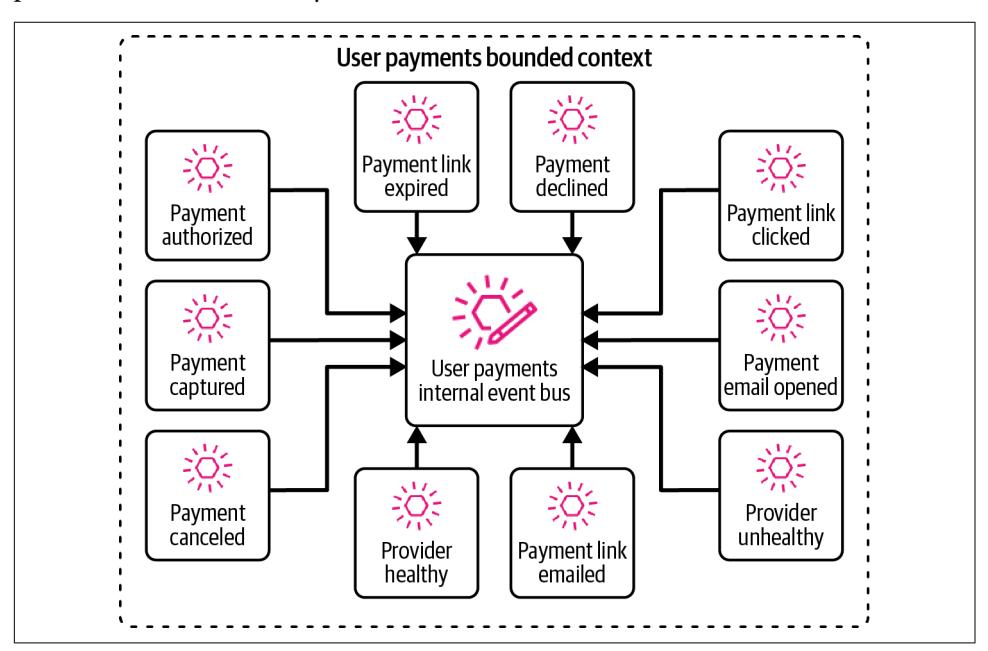 User payments bounded context
Payment link
expired
Payment
declined
Payment
authorized
Payment link
clicked
Payment
captured
User payments
internal event bus
Payment
email opened
Payment
canceled
Provider
healthy
Payment link
emailed
Provider
unhealthy